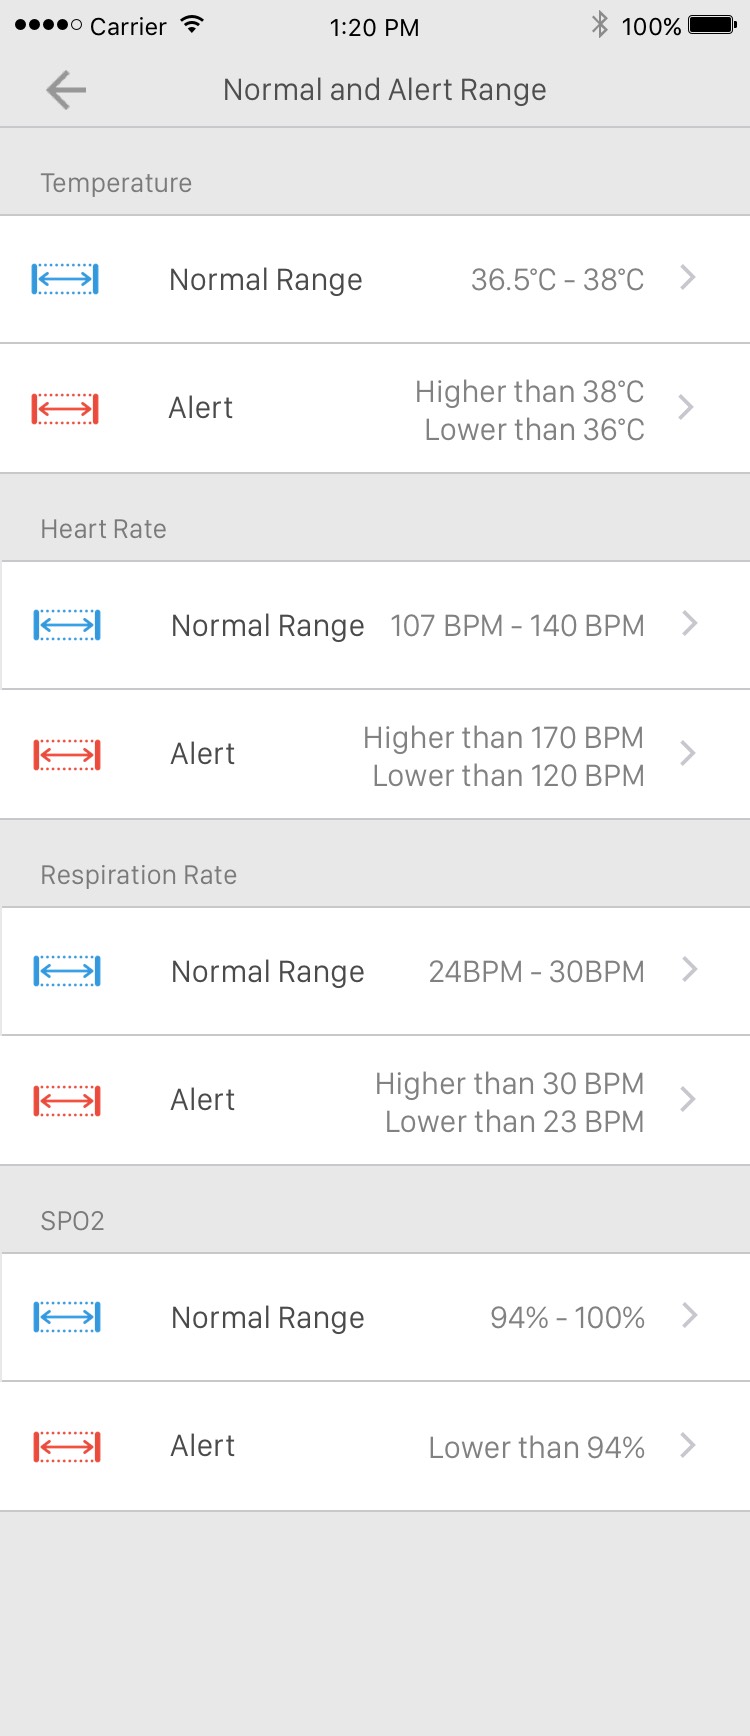 Carrier 1:20 PM 100%
Normal and Alert Range
Temperature
Normal Range 36.5°C - 38°C
Alert Higher than 38°C
Lower than 36°C
Heart Rate
Normal Range 107 BPM - 140 BPM
Alert Higher than 170 BPM
Lower than 120 BPM
Respiration Rate
Normal Range 24BPM - 30BPM
Alert Higher than 30 BPM
Lower than 23 BPM
SPO2
Normal Range 94% - 100%
Alert Lower than 94%